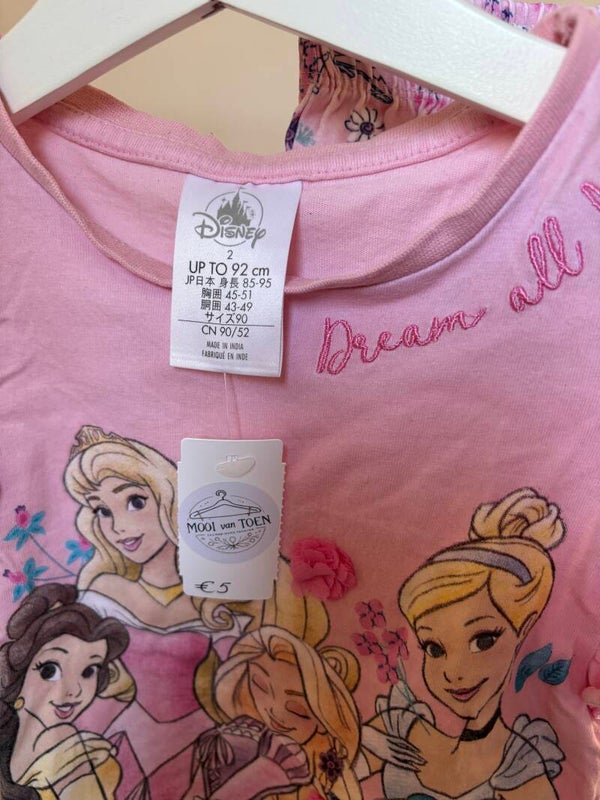 Disney
2
UP TO 92 cm
JP日本 身長 85-95
胸囲 45-51
胴囲 43-49
サイズ90
CN 90/52
MADE IN INDIA
FABRIQUÉ EN INDE
Dream all
MOOI van TOEN
€5